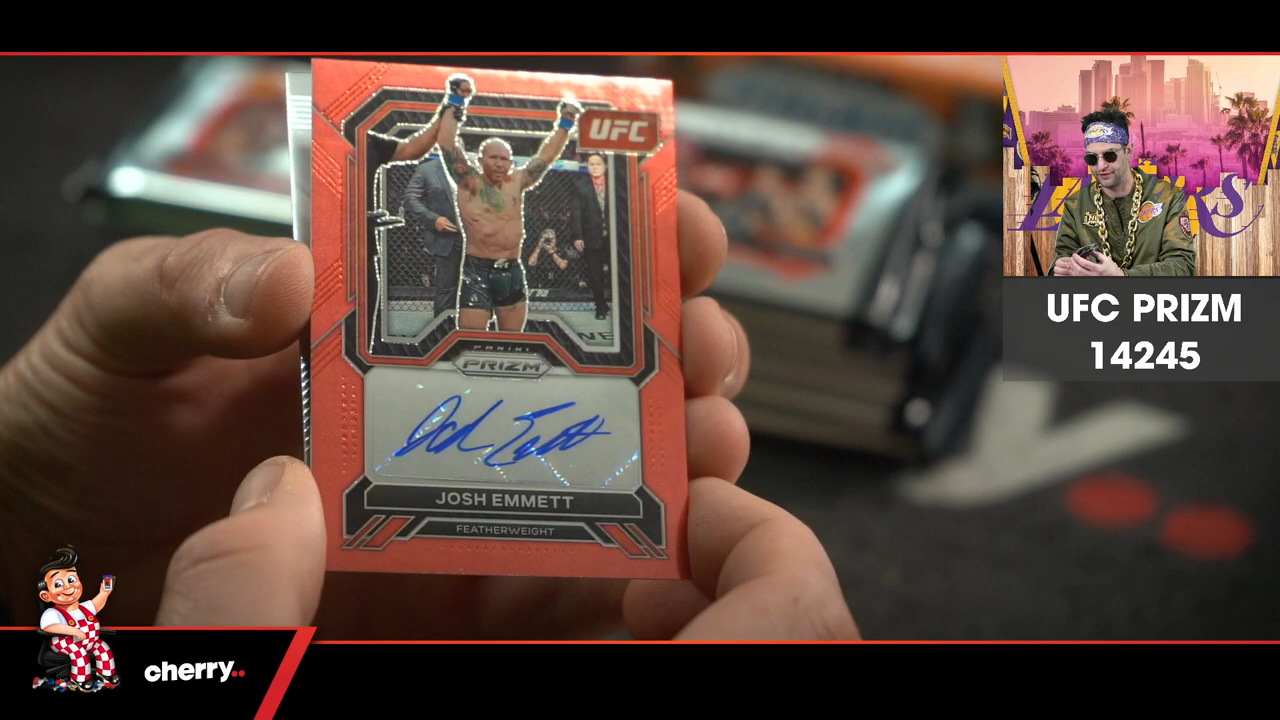 UFC
PANINI
PRIZM
Josh Emmett
JOSH EMMETT
FEATHERWEIGHT
UFC PRIZM
14245
cherry..